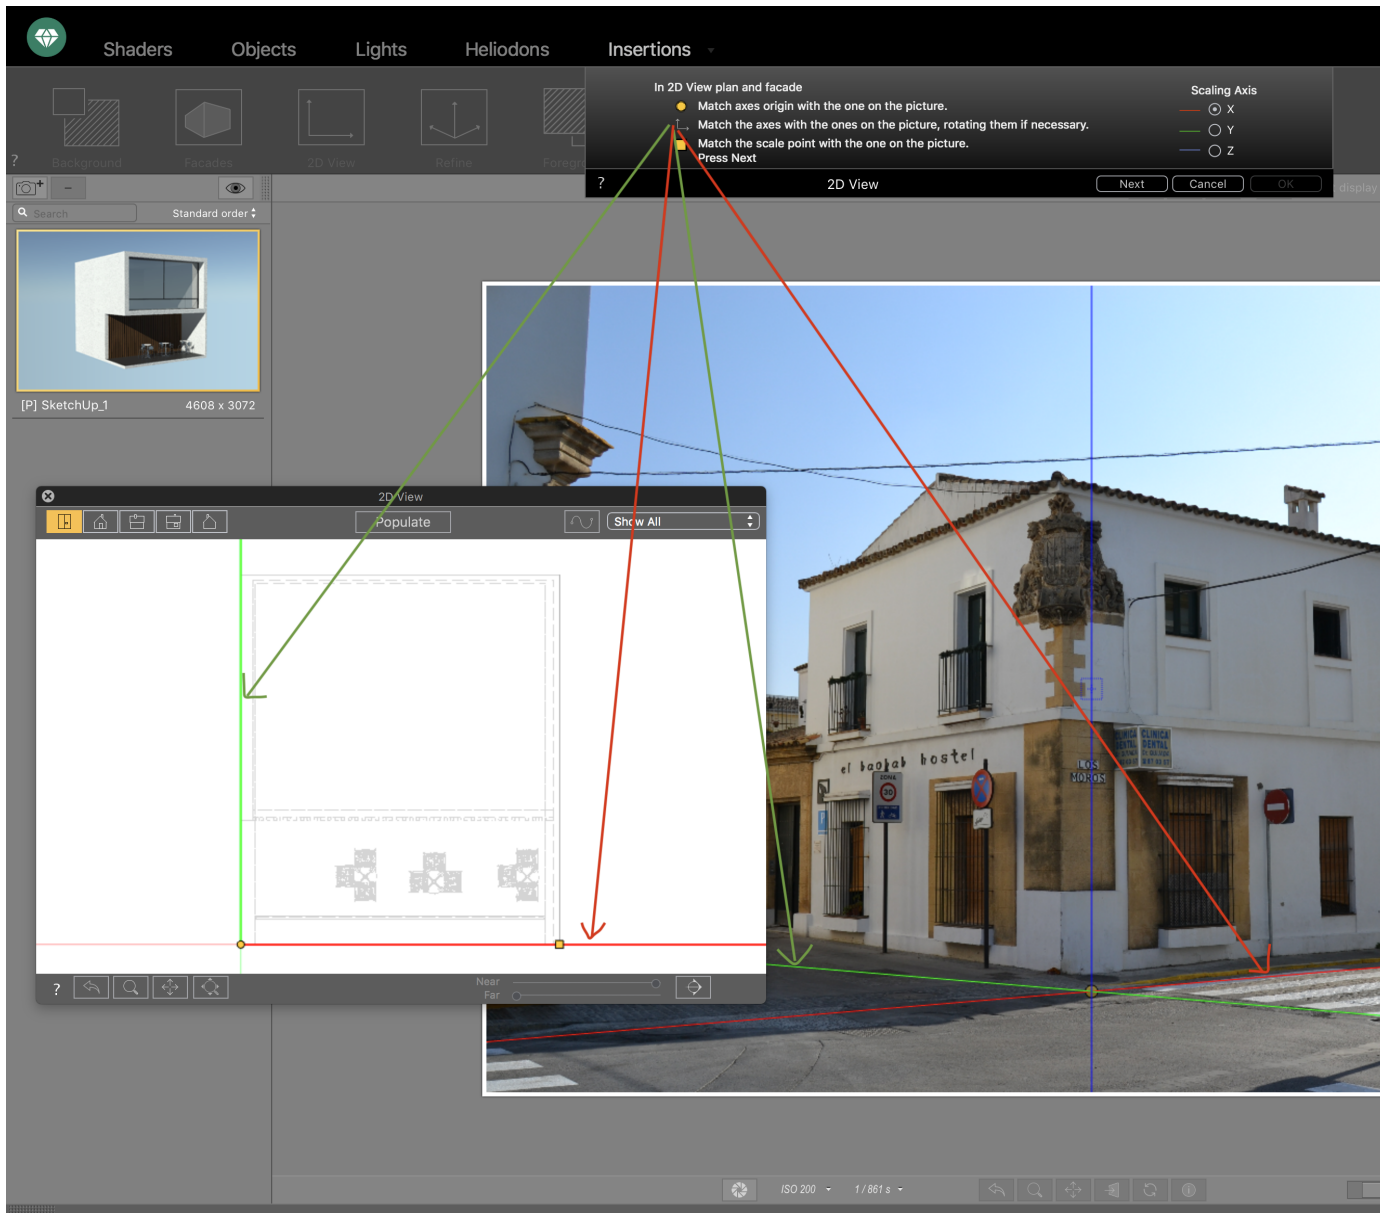 Shaders Objects Lights Heliodons Insertions
In 2D View plan and facade
Match axes origin with the one on the picture.
Match the axes with the ones on the picture, rotating them if necessary.
Match the scale point with the one on the picture.
Press Next
Scaling Axis
X
Y
Z
? Background Facades 2D View Refine Foregr
? 2D View Next Cancel OK
display
Search Standard order
[P] SketchUp_1 4608 x 3072
2D View
Populate Show All
el baobab hostel
ZONA
30
CLINICA
DENTAL
CLINICA
DENTAL
LOS
MOROS
Near
Far
?
ISO 200 1 / 861 s